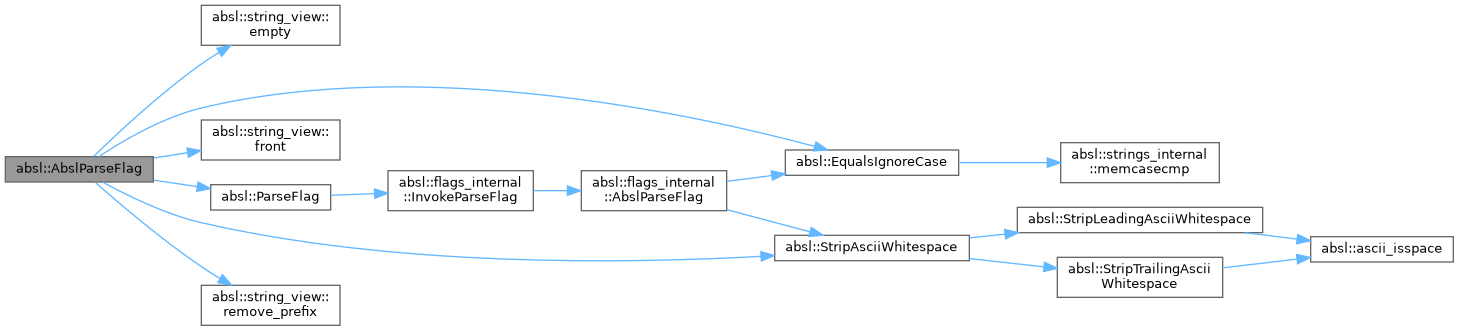 absl::AbslParseFlag
absl::string_view::
empty
absl::string_view::
front
absl::ParseFlag
absl::string_view::
remove_prefix
absl::flags_internal
::InvokeParseFlag
absl::flags_internal
::AbslParseFlag
absl::EqualsIgnoreCase
absl::StripAsciiWhitespace
absl::strings_internal
::memcasecmp
absl::StripLeadingAsciiWhitespace
absl::StripTrailingAscii
Whitespace
absl::ascii_isspace